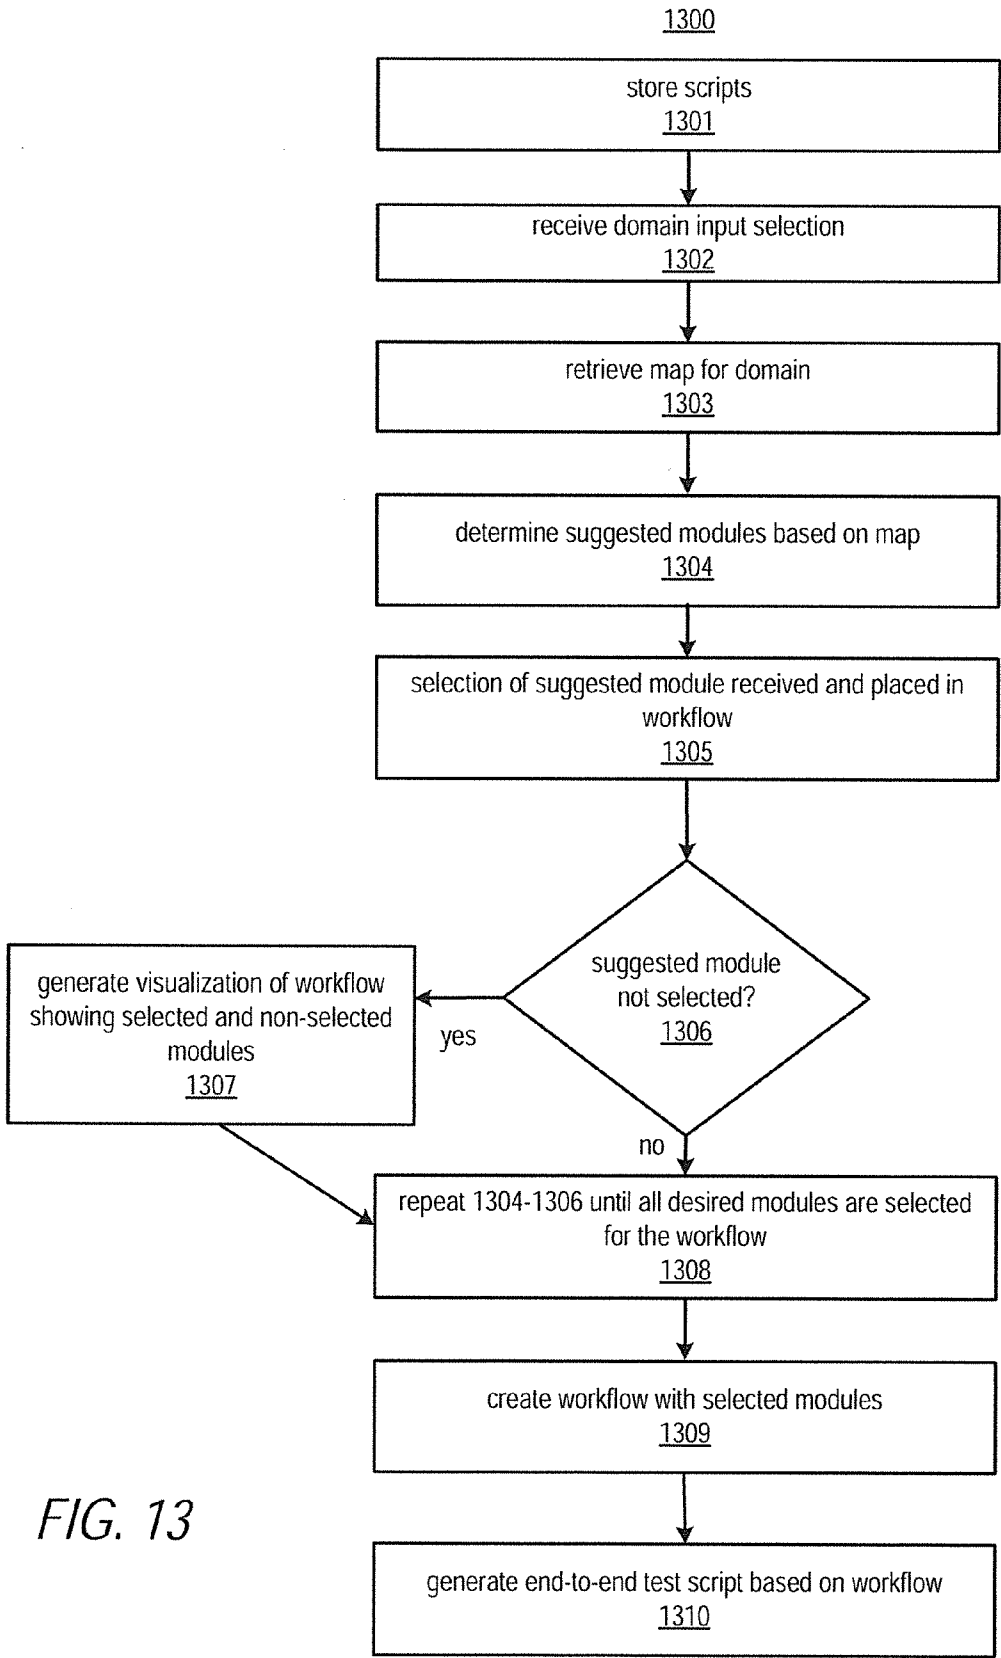 1300
store scripts
1301
receive domain input selection
1302
retrieve map for domain
1303
determine suggested modules based on map
1304
selection of suggested module received and placed in
workflow
1305
suggested module
not selected?
1306
yes
generate visualization of workflow
showing selected and non-selected
modules
1307
no
repeat 1304-1306 until all desired modules are selected
for the workflow
1308
create workflow with selected modules
1309
generate end-to-end test script based on workflow
1310
FIG. 13